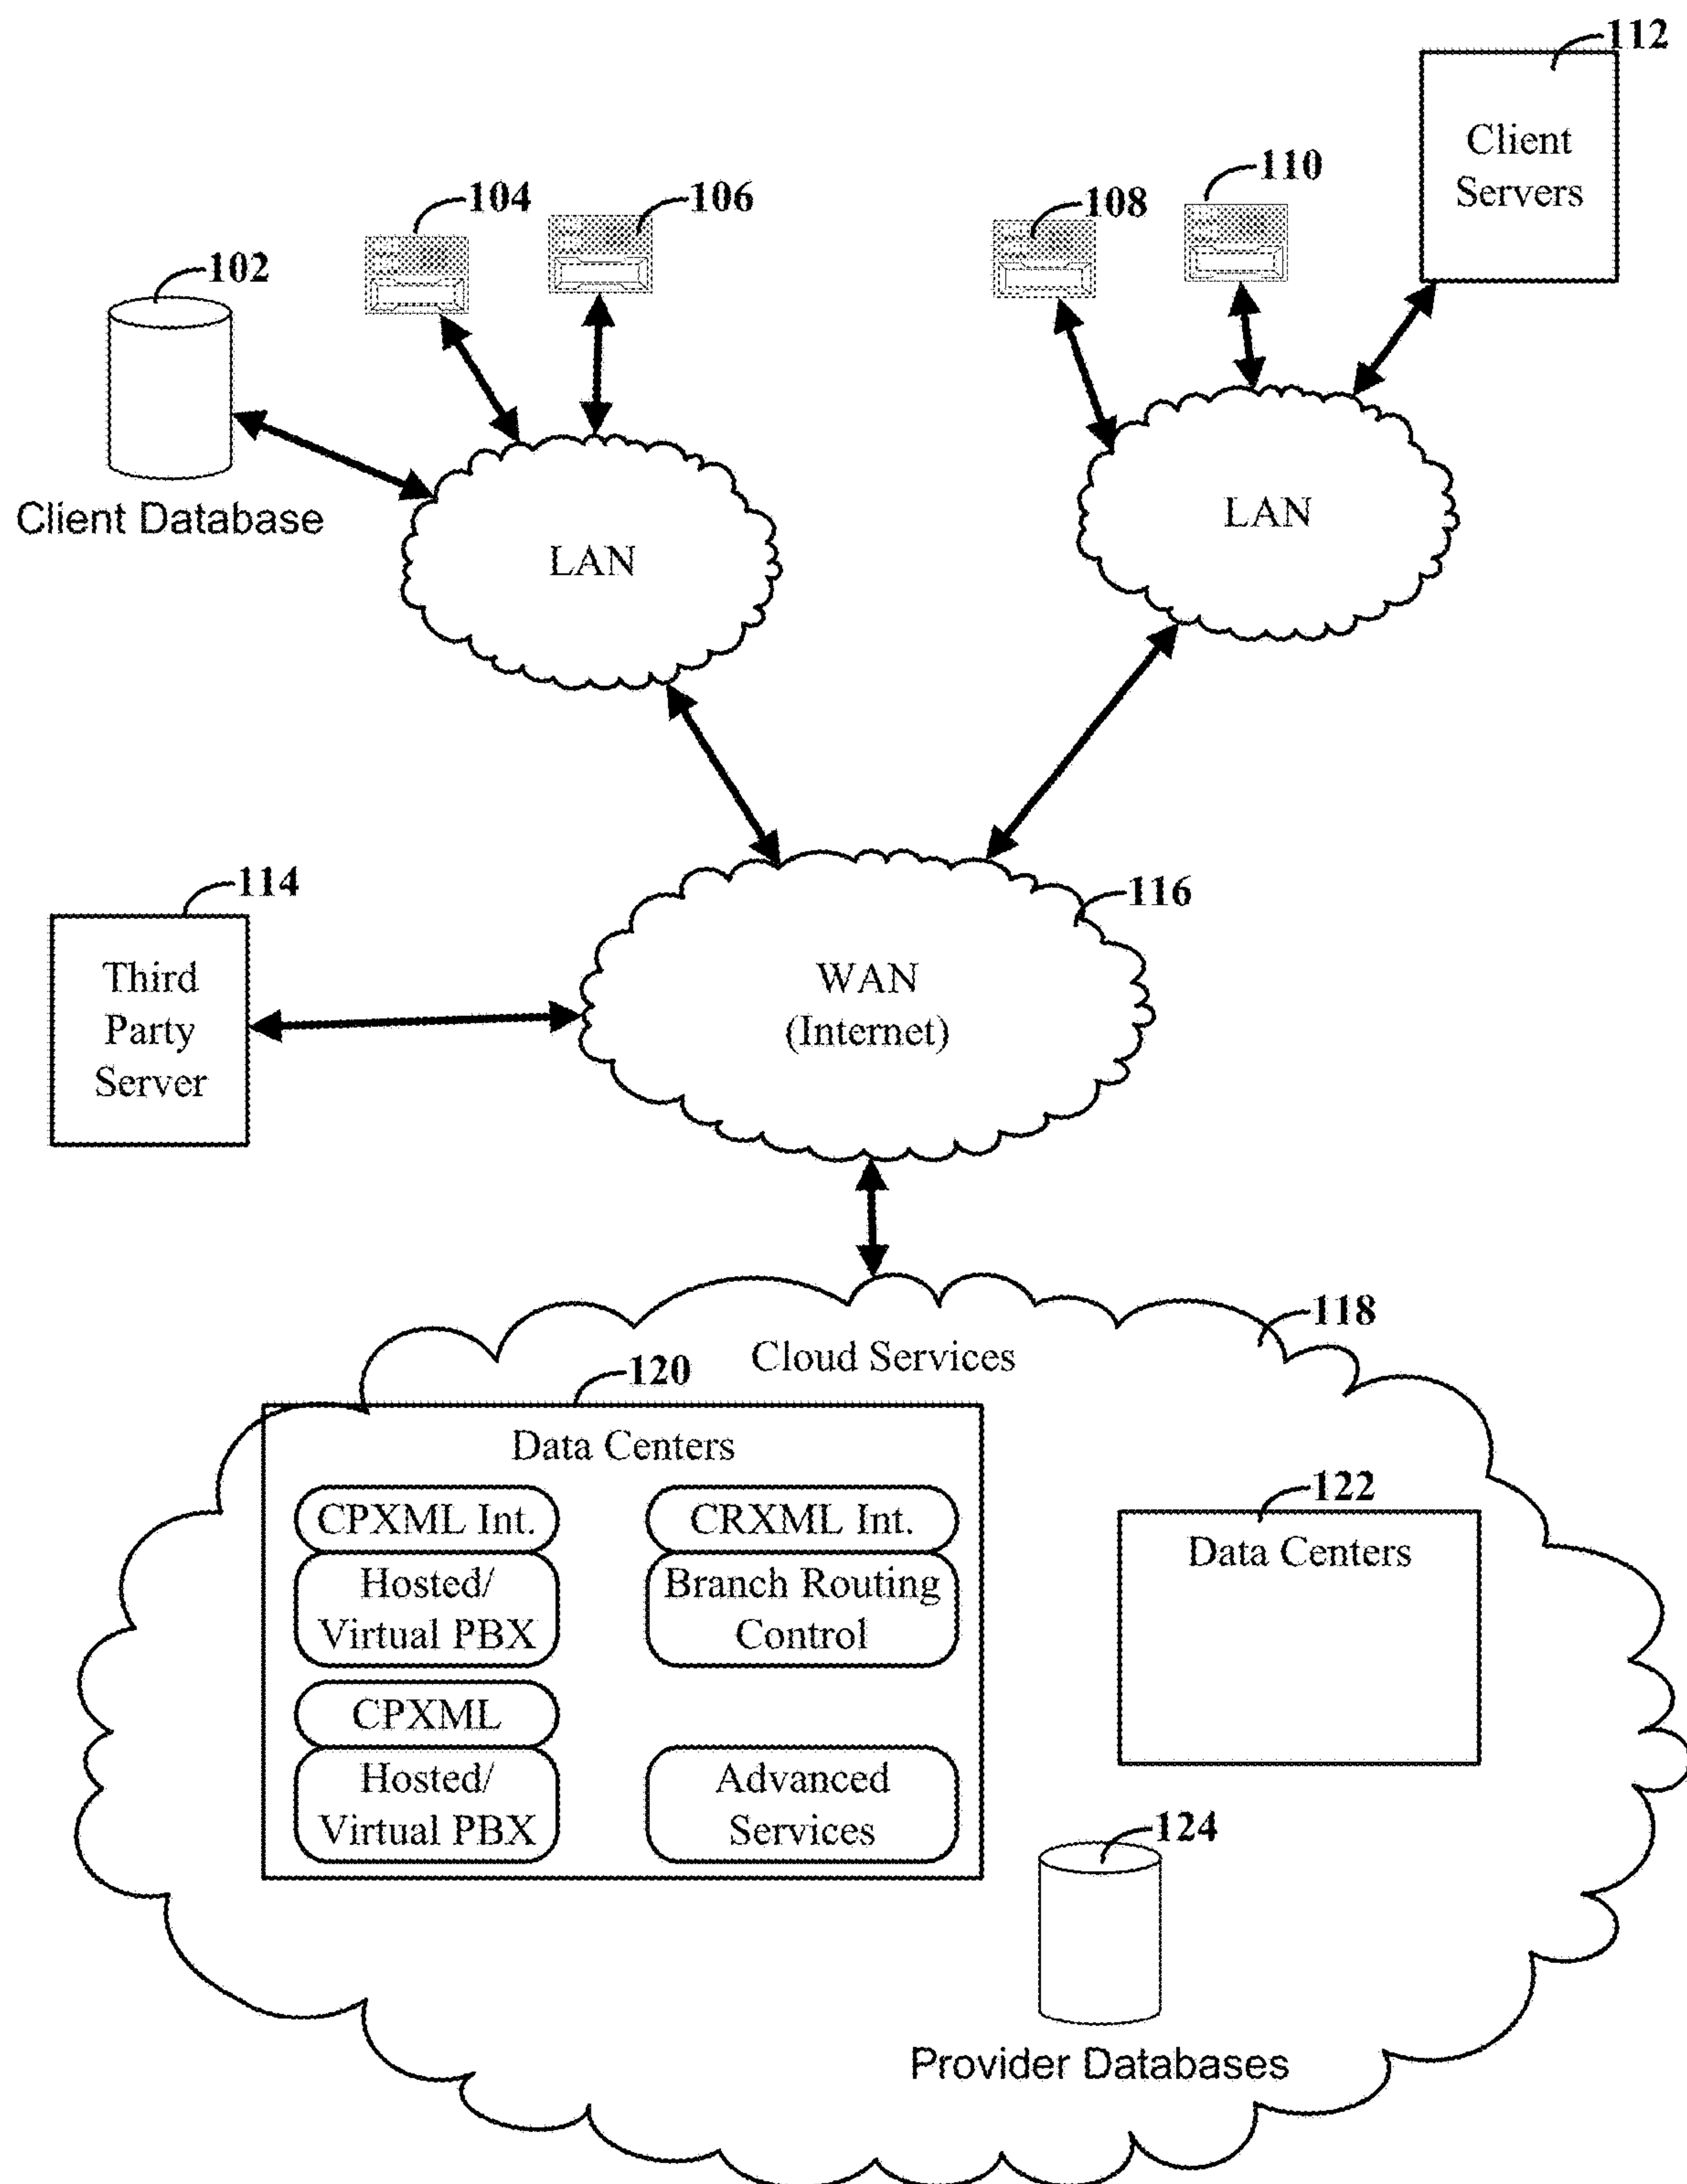 112
Client
Servers
104
106
108
110
102
Client Database
LAN
LAN
114
Third
Party
Server
116
WAN
(Internet)
118
Cloud Services
120
Data Centers
CPXML Int.
Hosted/
Virtual PBX
CPXML
Hosted/
Virtual PBX
CRXML Int.
Branch Routing
Control
Advanced
Services
122
Data Centers
124
Provider Databases